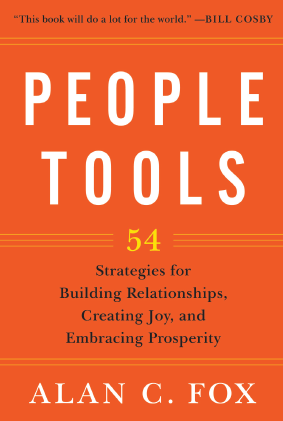 “This book will do a lot for the world.” —BILL COSBY
PEOPLE
TOOLS
54
Strategies for
Building Relationships,
Creating Joy, and
Embracing Prosperity
ALAN C. FOX